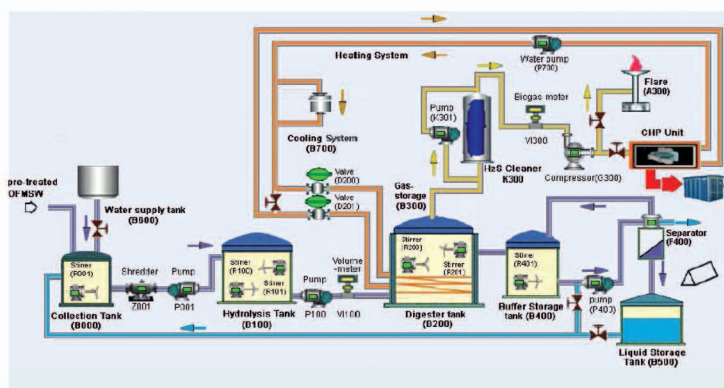 Heating System
Water pump
(P700)
Flare
(A300)
Cooling System
(B700)
Pump
(K301)
Biogas-meter
VI300
H2S Cleaner
K300
Compressor(G300)
CHP Unit
pre-treated
OFMSW
Water supply tank
(B600)
Valve
(D200)
Valve
(D201)
Gas-
storage
(B300)
Stirrer
(R001)
Shredder
Z001
Pump
P001
Collection Tank
(B000)
Stirrer
(R100)
Stirrer
(R101)
Hydrolysis Tank
(B100)
Pump
P100
Volume
-meter
VI100
Stirrer
(R200)
Stirrer
(R201)
Digester tank
(B200)
Stirrer
(R401)
Buffer Storage
tank (B400)
pump
(P400)
Separator
(F400)
Liquid Storage
Tank (B500)